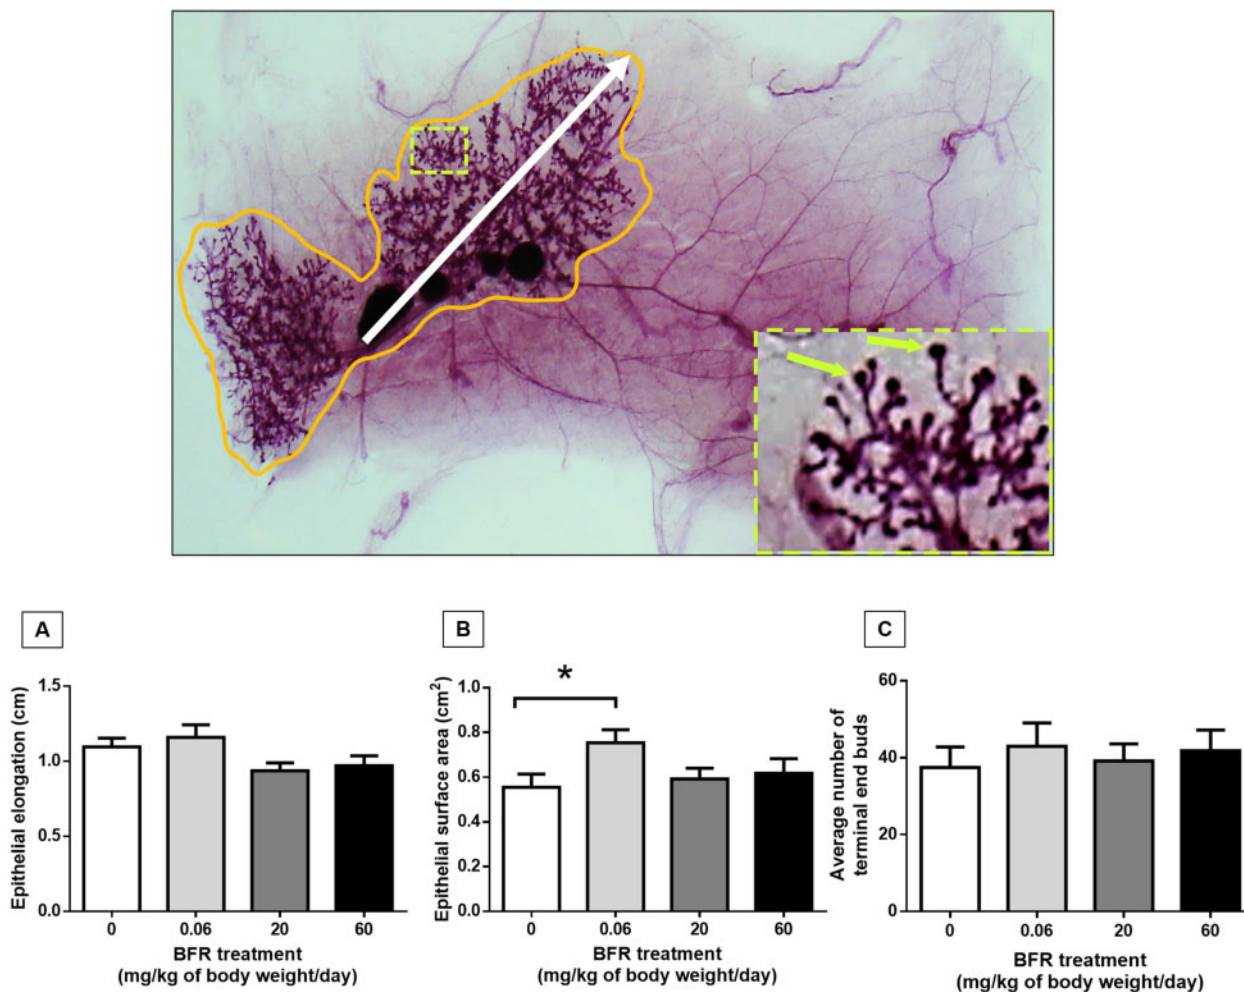 A
Epithelial elongation (cm)
1.5
1.0
0.5
0.0
0 0.06 20 60
BFR treatment
(mg/kg of body weight/day)
B
Epithelial surface area (cm²)
1.0
0.8
0.6
0.4
0.2
0.0
*
0 0.06 20 60
BFR treatment
(mg/kg of body weight/day)
C
Average number of
terminal end buds
60
40
20
0
0 0.06 20 60
BFR treatment
(mg/kg of body weight/day)